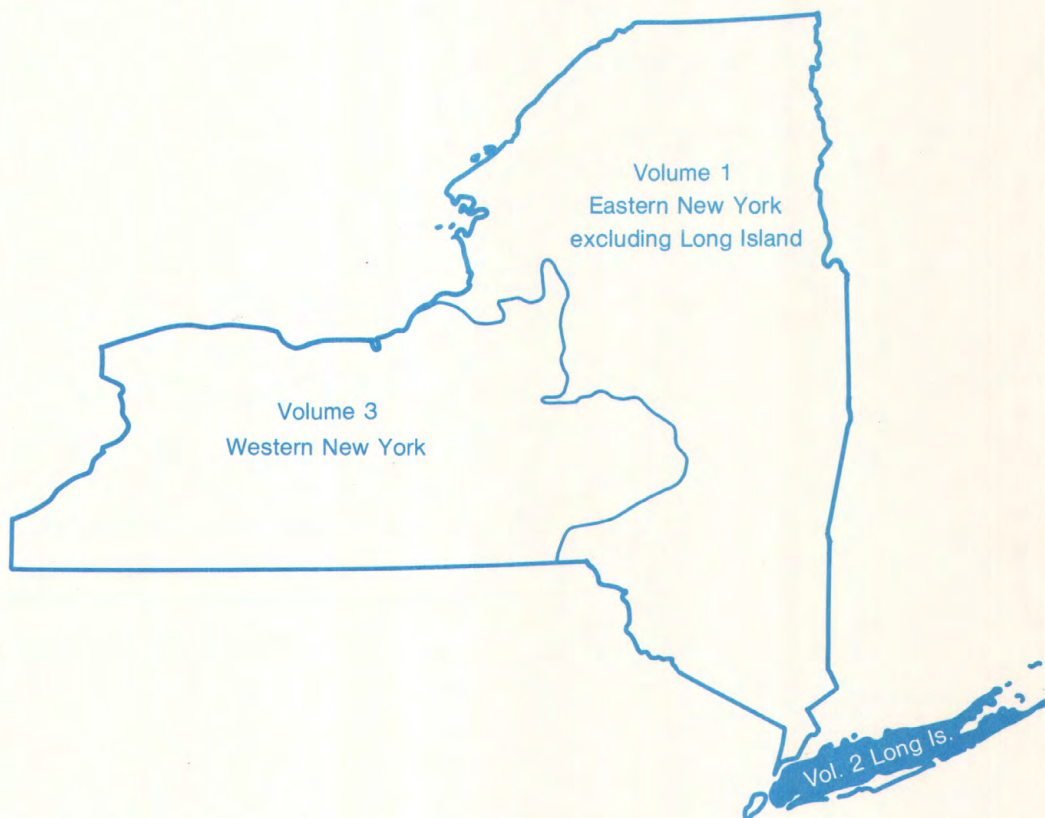 Volume 1
Eastern New York
excluding Long Island
Volume 3
Western New York
Vol. 2 Long Is.